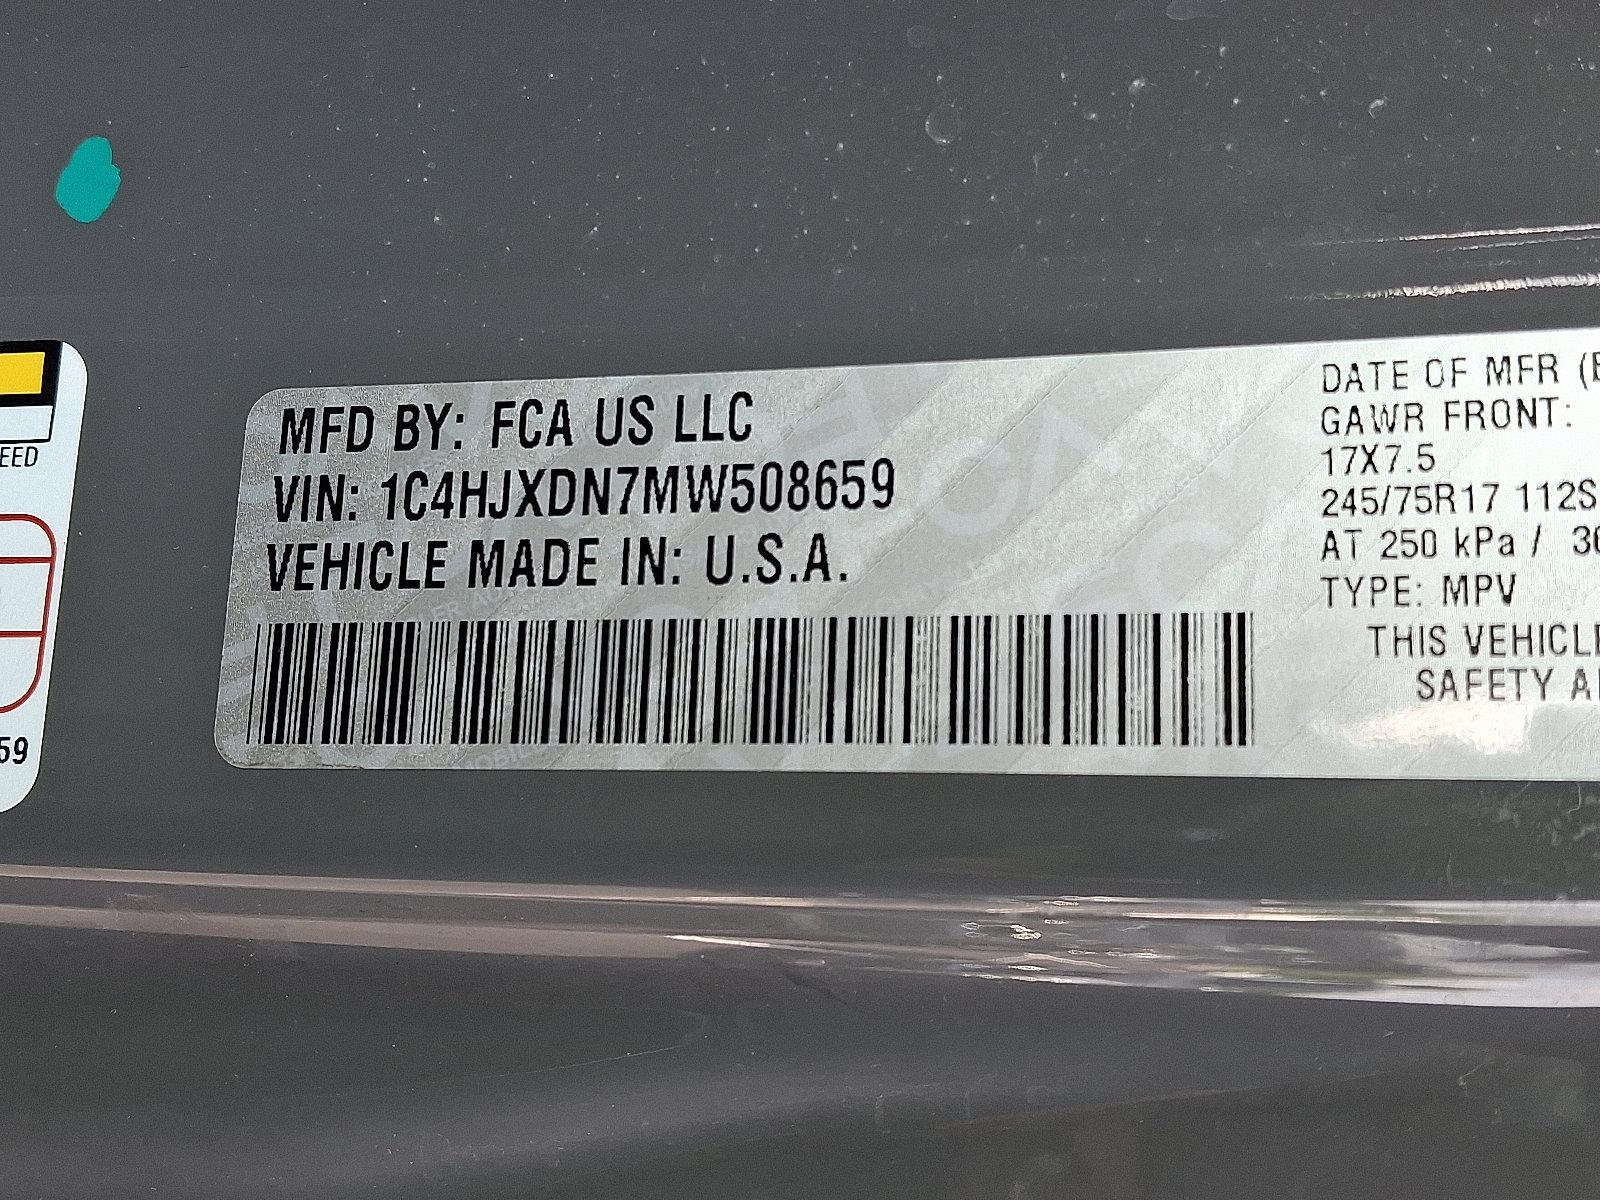 EED
59
MFD BY: FCA US LLC
VIN: 1C4HJXDN7MW508659
VEHICLE MADE IN: U.S.A.
DATE OF MFR (
GAWR FRONT:
17X7.5
245/75R17 112S
AT 250 kPa / 36
TYPE: MPV
THIS VEHICLE
SAFETY A